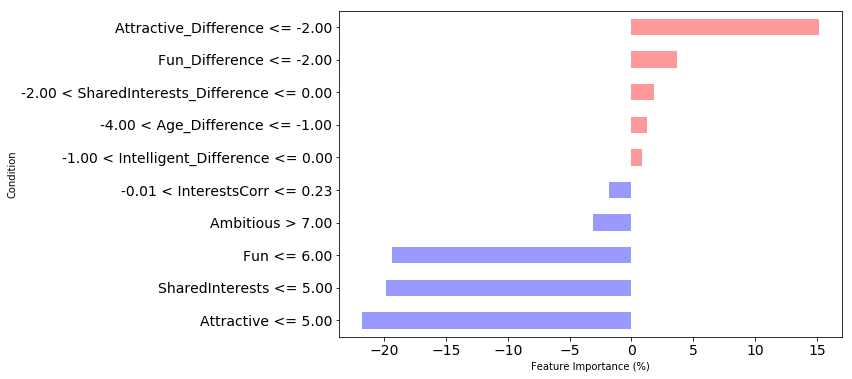 Attractive_Difference <= -2.00
Fun_Difference <= -2.00
-2.00 < SharedInterests_Difference <= 0.00
-4.00 < Age_Difference <= -1.00
-1.00 < Intelligent_Difference <= 0.00
-0.01 < InterestsCorr <= 0.23
Ambitious > 7.00
Fun <= 6.00
SharedInterests <= 5.00
Attractive <= 5.00
Condition
−20 −15 −10 −5 0 5 10 15
Feature Importance (%)